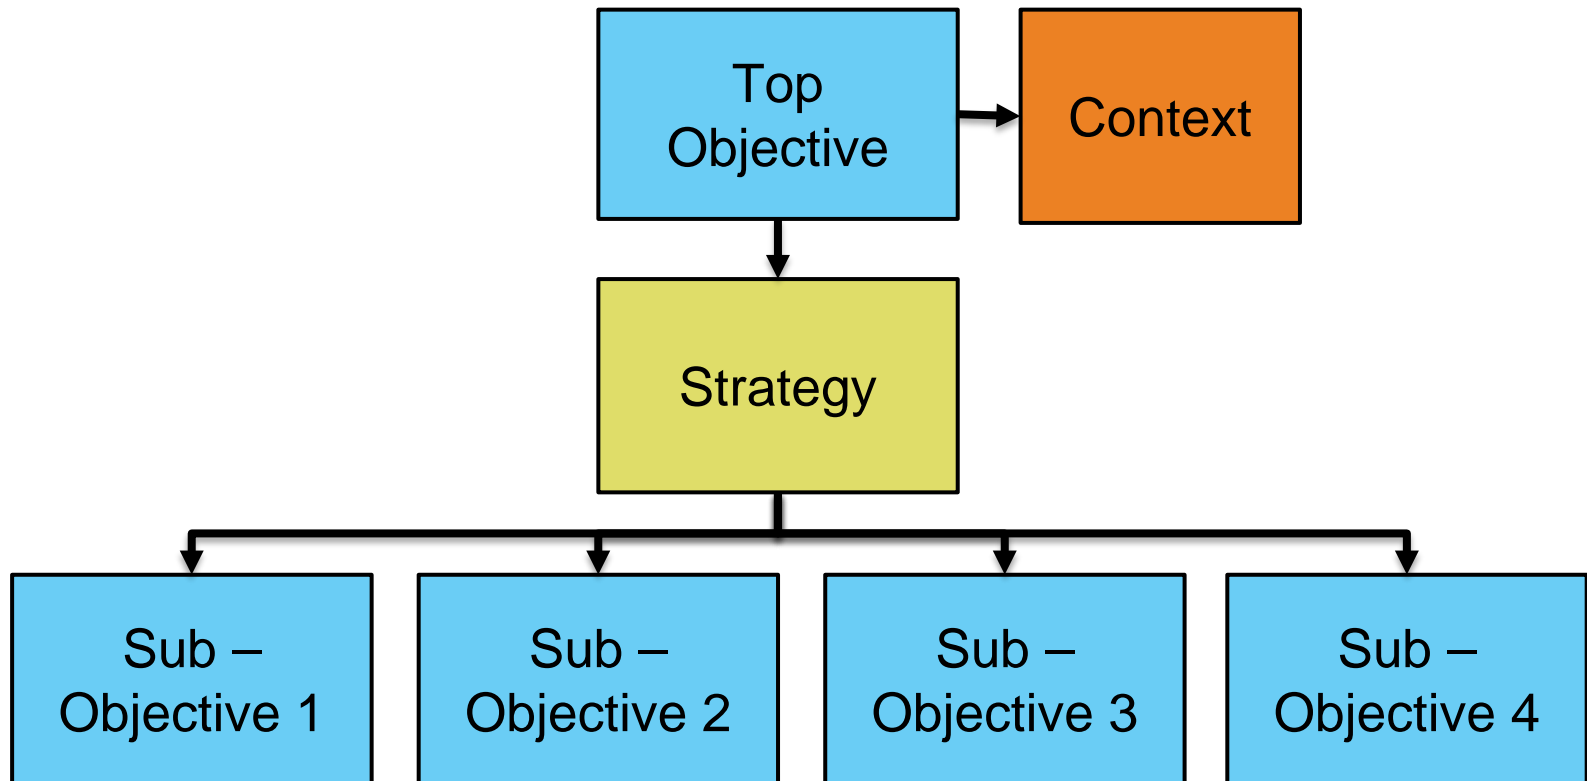 Top
Objective
Context
Strategy
Sub –
Objective 1
Sub –
Objective 2
Sub –
Objective 3
Sub –
Objective 4